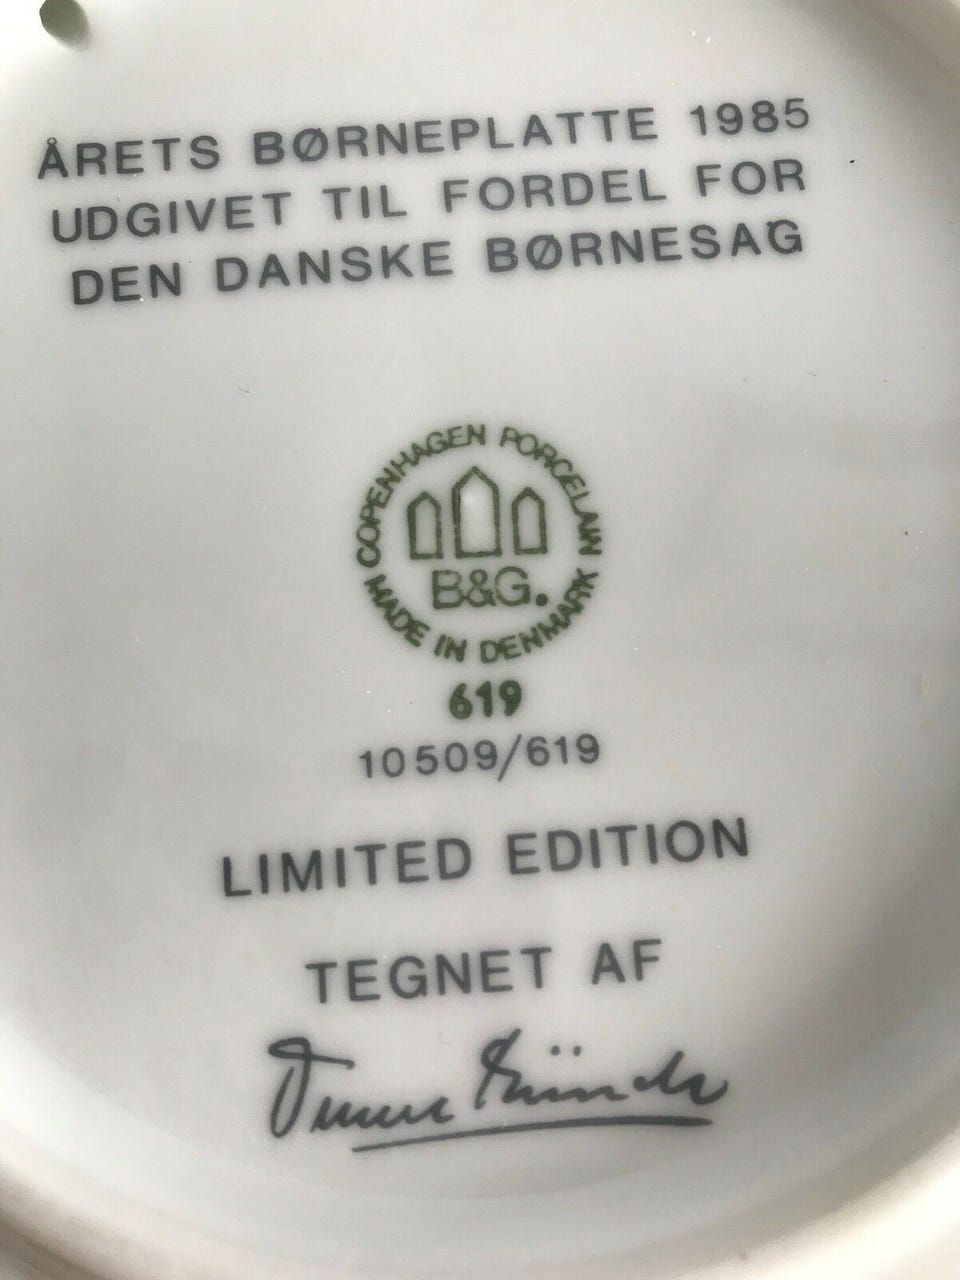 ÅRETS BØRNEPLATTE 1985
UDGIVET TIL FORDEL FOR
DEN DANSKE BØRNESAG
COPENHAGEN PORCELAIN
B&G.
MADE IN DENMARK
619
10509/619
LIMITED EDITION
TEGNET AF